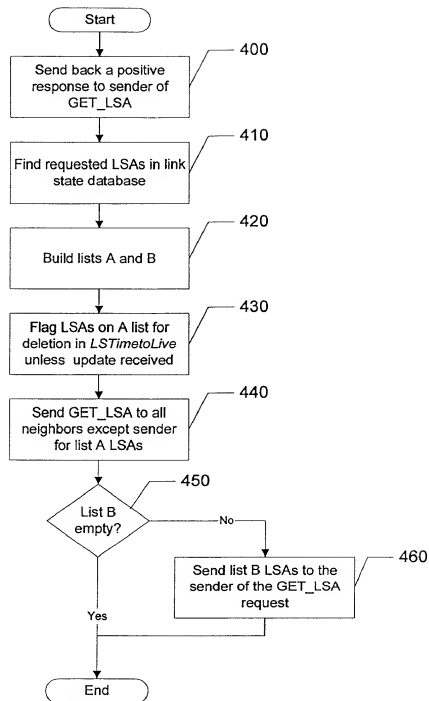 Start
Send back a positive
response to sender of
GET_LSA
400
Find requested LSAs in link
state database
410
Build lists A and B
420
Flag LSAs on A list for
deletion in LSTimetoLive
unless update received
430
Send GET_LSA to all
neighbors except sender
for list A LSAs
440
List B
empty?
450
No
Send list B LSAs to the
sender of the GET_LSA
request
460
Yes
End